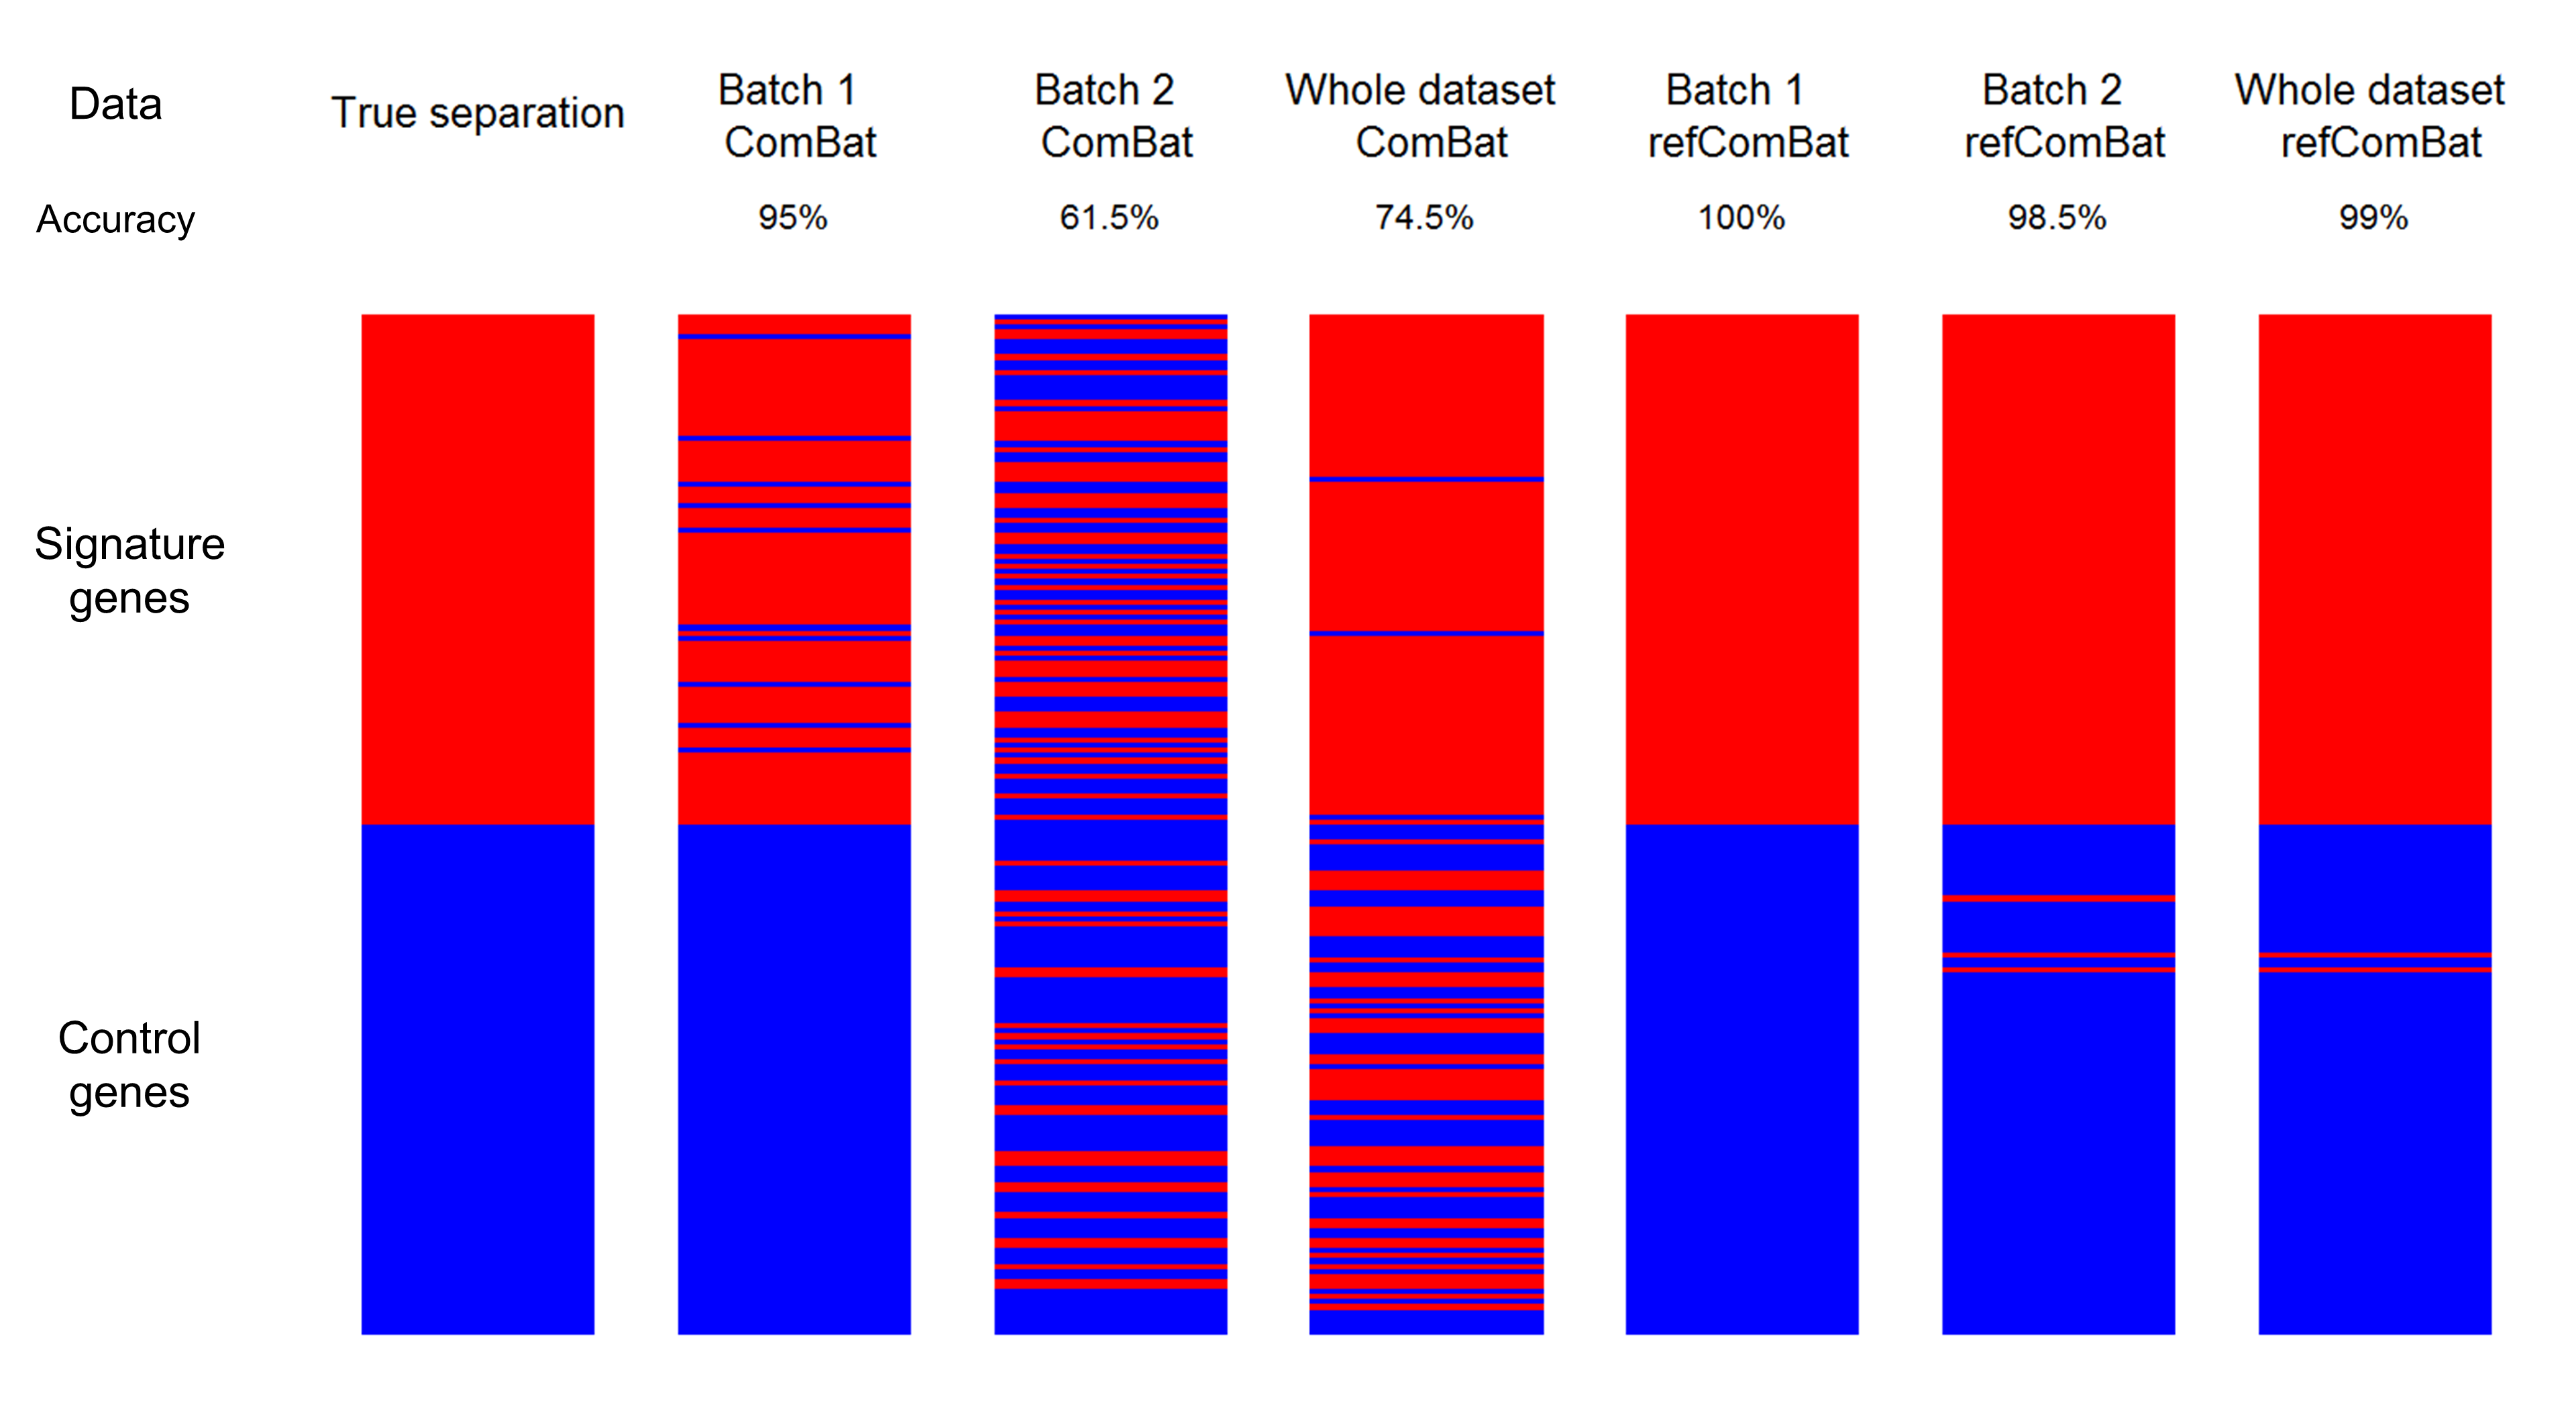 Data
True separation
Batch 1
ComBat
Batch 2
ComBat
Whole dataset
ComBat
Batch 1
refComBat
Batch 2
refComBat
Whole dataset
refComBat
Accuracy
95%
61.5%
74.5%
100%
98.5%
99%
Signature
genes
Control
genes